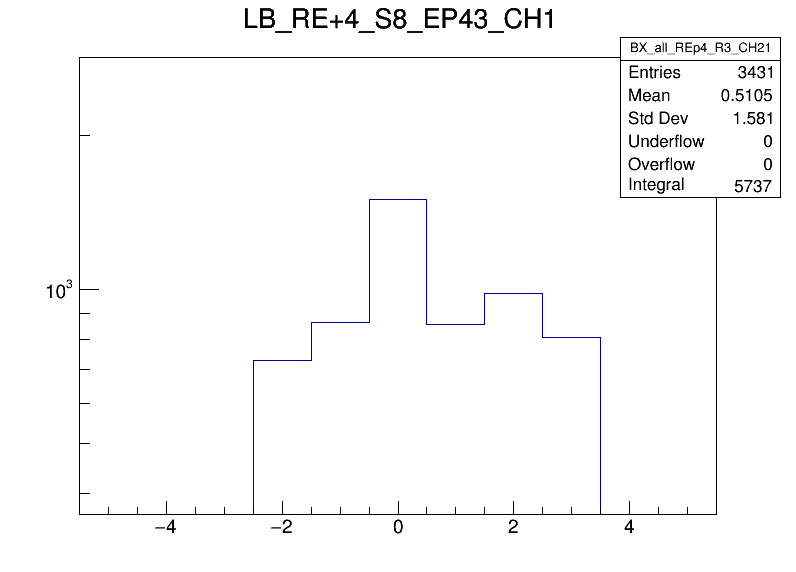 LB_RE+4_S8_EP43_CH1
BX_all_REp4_R3_CH21
Entries 3431
Mean 0.5105
Std Dev 1.581
Underflow 0
Overflow 0
Integral 5737
10³
−4 −2 0 2 4